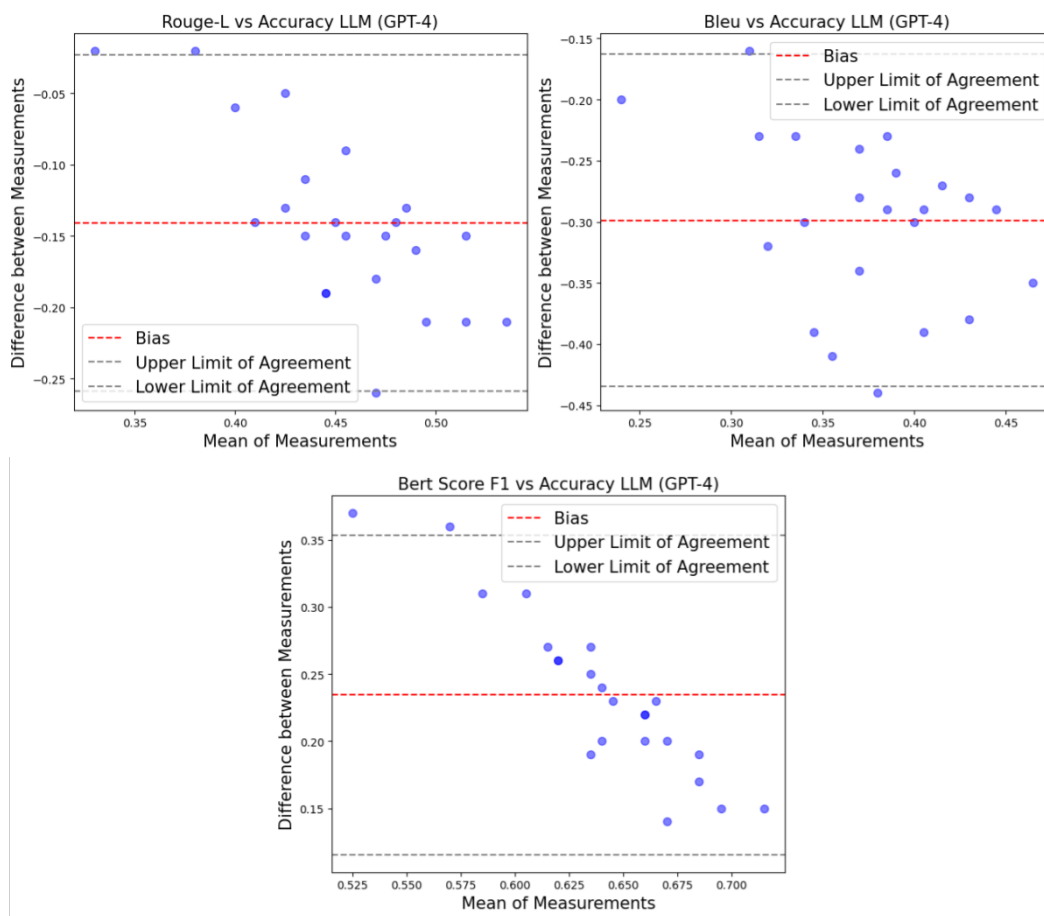 Rouge-L vs Accuracy LLM (GPT-4)
Difference between Measurements
−0.05
−0.10
−0.15
−0.20
−0.25
Bias
Upper Limit of Agreement
Lower Limit of Agreement
0.35
0.40
0.45
0.50
Mean of Measurements
Bleu vs Accuracy LLM (GPT-4)
Difference between Measurements
−0.15
−0.20
−0.25
−0.30
−0.35
−0.40
−0.45
Bias
Upper Limit of Agreement
Lower Limit of Agreement
0.25
0.30
0.35
0.40
0.45
Mean of Measurements
Bert Score F1 vs Accuracy LLM (GPT-4)
Difference between Measurements
0.35
0.30
0.25
0.20
0.15
Bias
Upper Limit of Agreement
Lower Limit of Agreement
0.525
0.550
0.575
0.600
0.625
0.650
0.675
0.700
Mean of Measurements